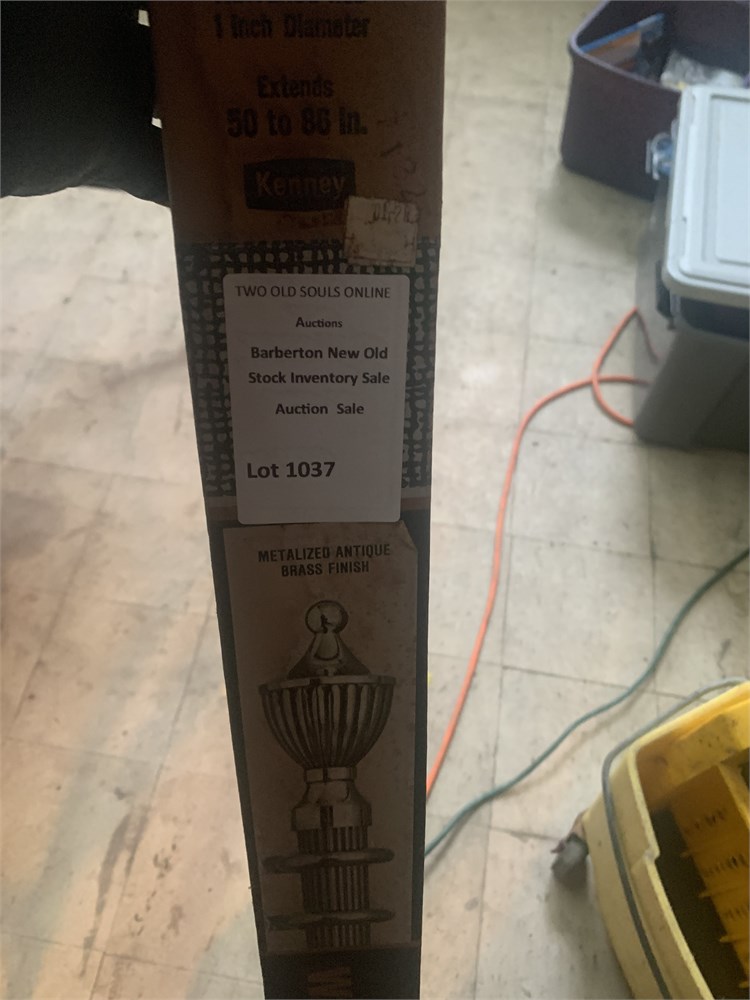 1 Inch Diameter
Extends
50 to 86 in.
Kenney
TWO OLD SOULS ONLINE
Auctions
Barberton New Old
Stock Inventory Sale
Auction Sale
Lot 1037
METALIZED ANTIQUE
BRASS FINISH